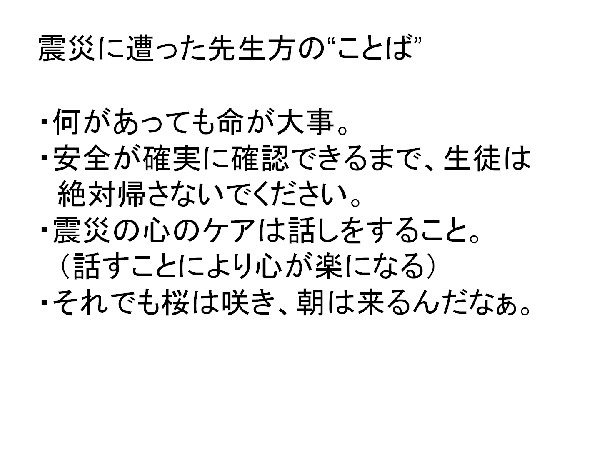 震災に遭った先生方の“ことば”
・何があっても命が大事。
・安全が確実に確認できるまで、生徒は
絶対帰さないでください。
・震災の心のケアは話しをすること。
（話すことにより心が楽になる）
・それでも桜は咲き、朝は来るんだなぁ。